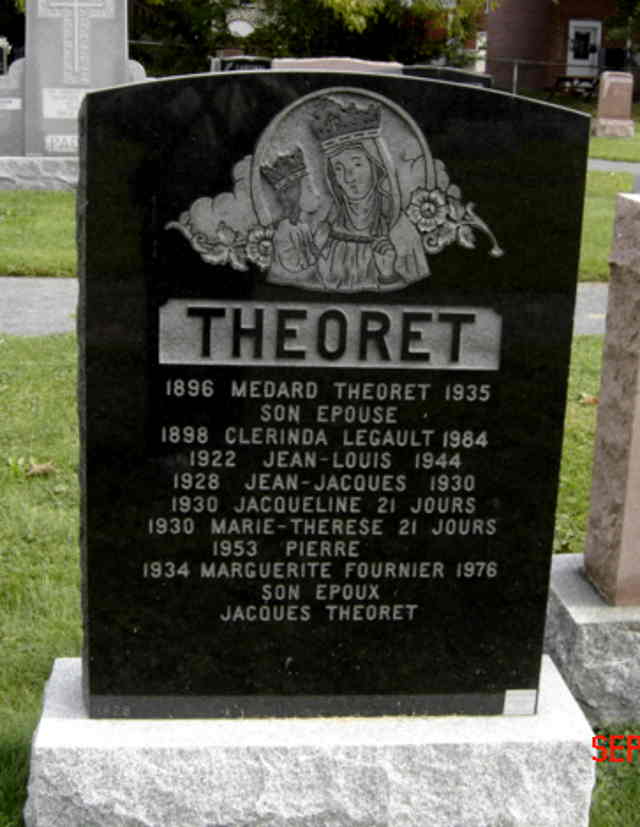 THEORET
1896 MEDARD THEORET 1935
SON EPOUSE
1898 CLERINDA LEGAULT 1984
1922 JEAN-LOUIS 1944
1928 JEAN-JACQUES 1930
1930 JACQUELINE 21 JOURS
1930 MARIE-THERESE 21 JOURS
1953 PIERRE
1934 MARGUERITE FOURNIER 1976
SON EPOUX
JACQUES THEORET
SEP